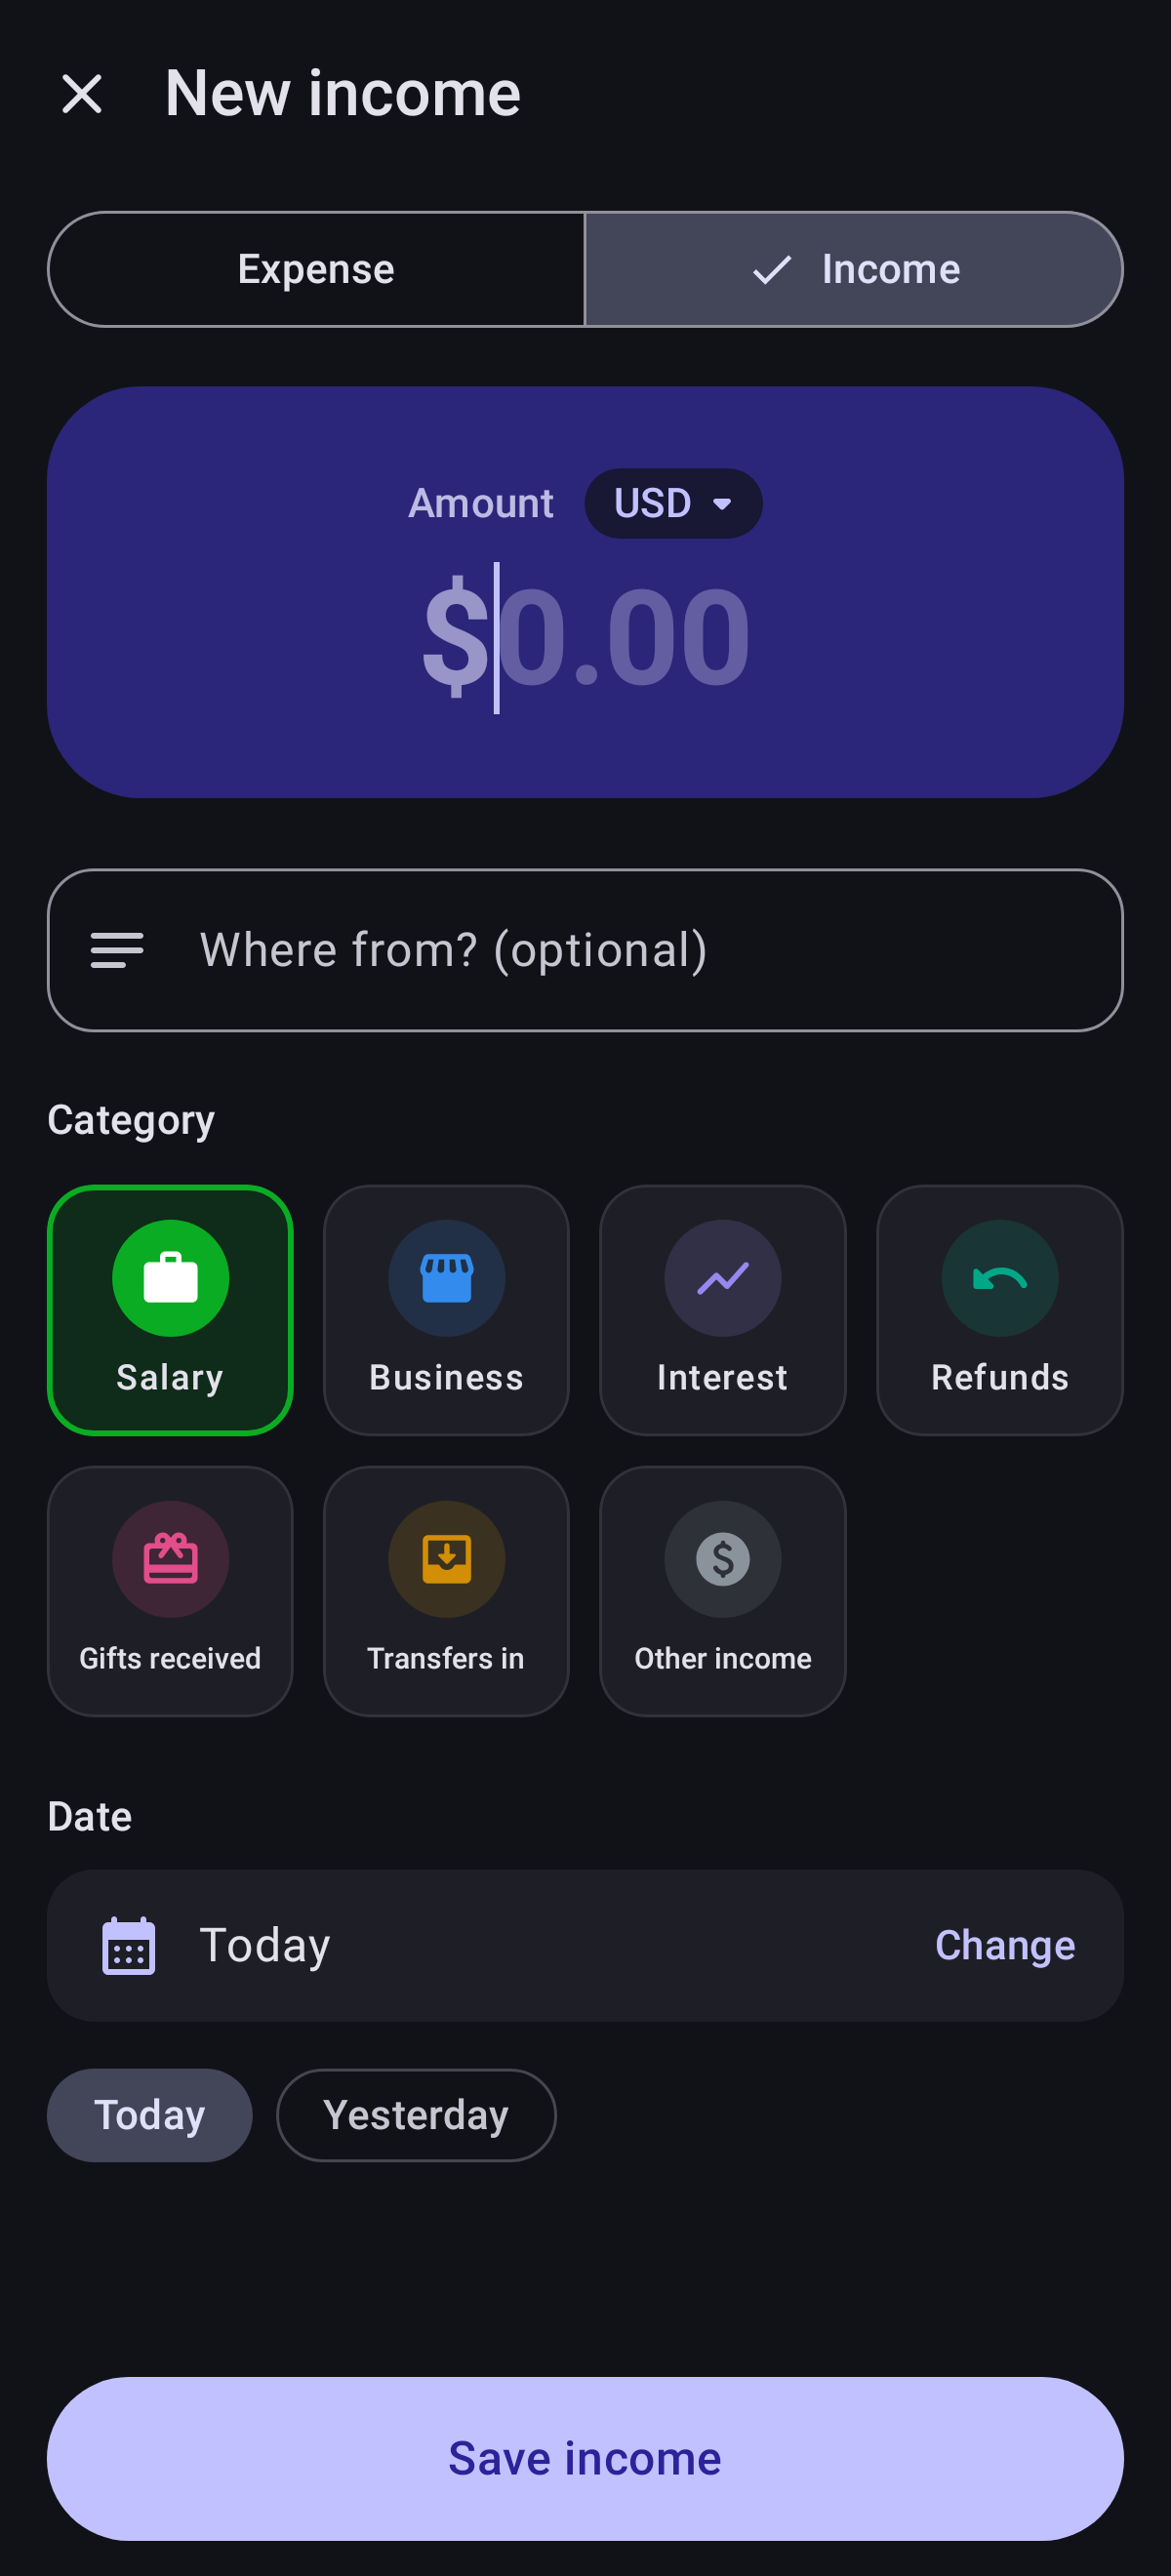 New income
Expense
Income
Amount
USD
$0.00
Where from? (optional)
Category
Salary
Business
Interest
Refunds
Gifts received
Transfers in
Other income
Date
Today
Change
Today
Yesterday
Save income